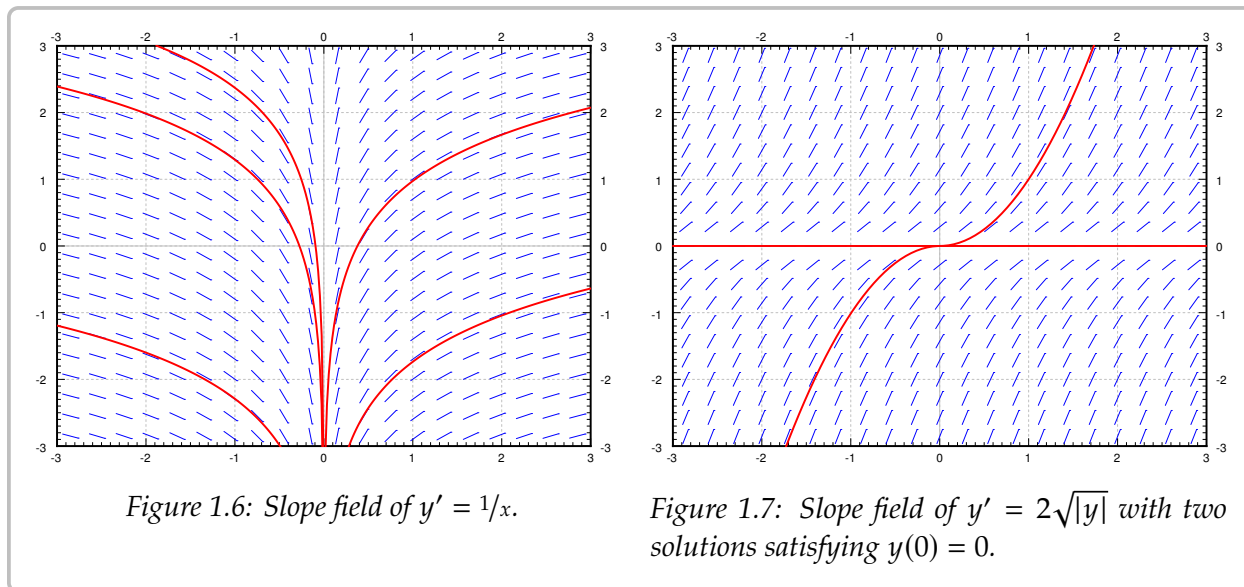 -3 -2 -1 0 1 2 3
3 3
2 2
1 1
0 0
-1 -1
-2 -2
-3 -3
-3 -2 -1 0 1 2 3
Figure 1.6: Slope field of y′ = 1/x.
-3 -2 -1 0 1 2 3
3 3
2 2
1 1
0 0
-1 -1
-2 -2
-3 -3
-3 -2 -1 0 1 2 3
Figure 1.7: Slope field of y′ = 2√|y| with two
solutions satisfying y(0) = 0.